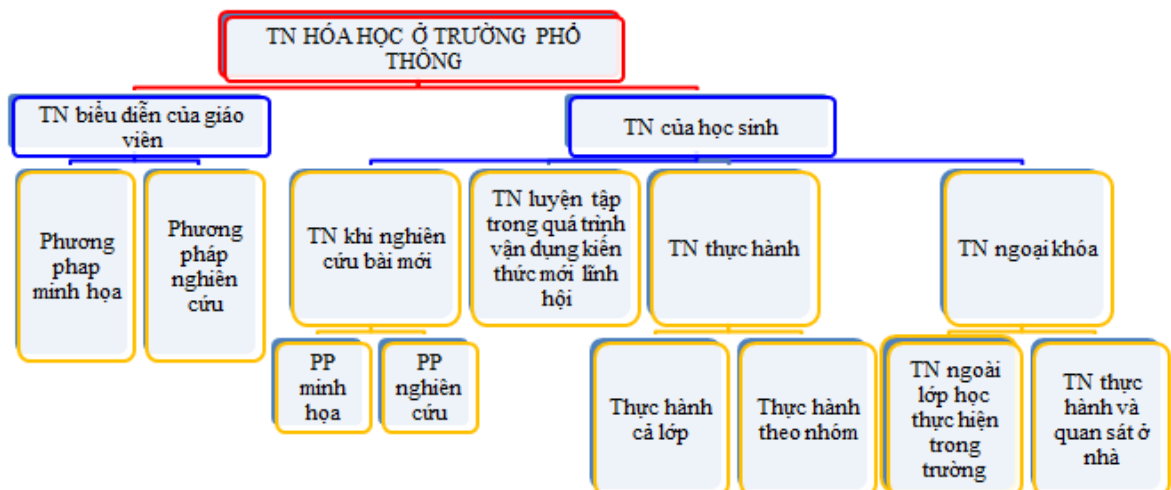 TN HÓA HỌC Ở TRƯỜNG PHỔ
THÔNG
TN biểu diễn của giáo
viên
TN của học sinh
Phương
phap
minh họa
Phương
pháp
nghiên
cứu
TN khi nghiên
cứu bài mới
TN luyện tập
trong quá trình
vận dụng kiến
thức mới lĩnh
hội
TN thực hành
TN ngoại khóa
PP
minh
họa
PP
nghiên
cứu
Thực hành
cả lớp
Thực hành
theo nhóm
TN ngoài
lớp học
thực hiện
trong
trường
TN thực
hành và
quan sát ở
nhà